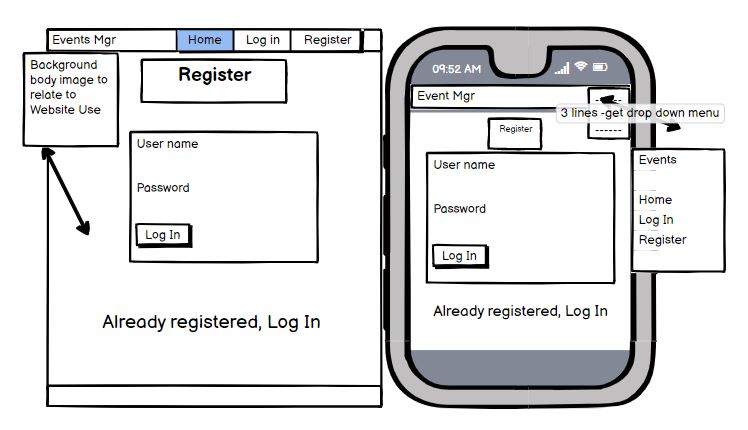 Events Mgr Home Log in Register
Background
body image to
relate to
Website Use
Register
User name
Password
Log In
Already registered, Log In
09:52 AM
Event Mgr
3 lines -get drop down menu
------
Register
User name
Password
Log In
Already registered, Log In
Events
Home
Log In
Register